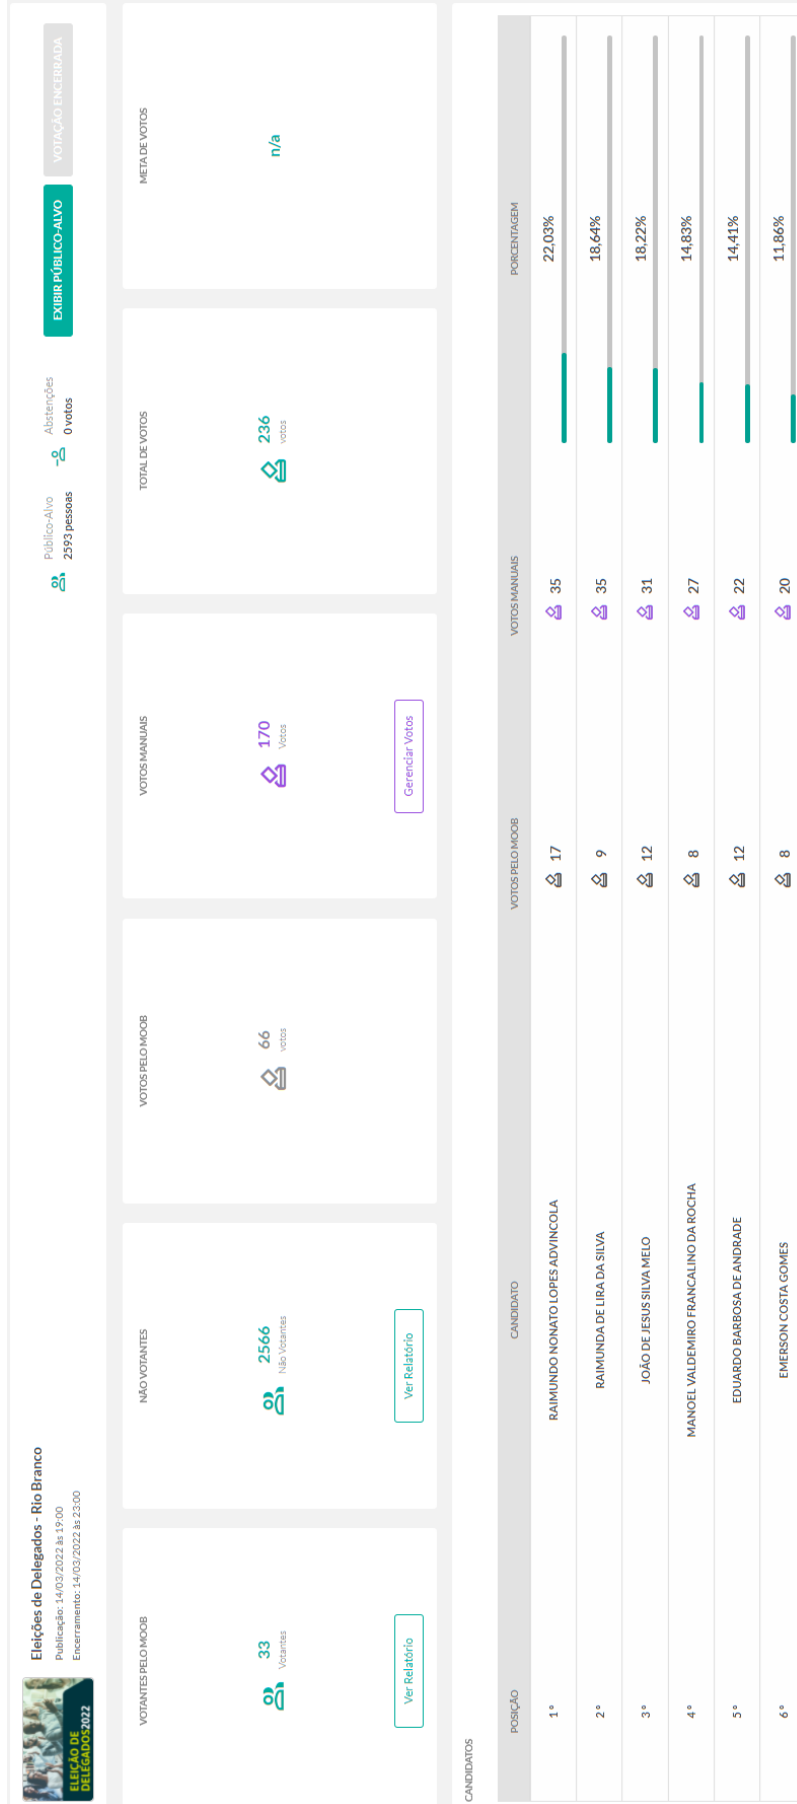 ELEIÇÃO DE
DELEGADOS2022
Eleições de Delegados - Rio Branco
Publicação: 14/03/2022 às 19:00
Encerramento: 14/03/2022 às 23:00
Público-Alvo
2593 pessoas
Abstenções
0 votos
EXIBIR PÚBLICO-ALVO
VOTAÇÃO ENCERRADA
VOTANTES PELO MOOB
33
Votantes
Ver Relatório
NÃO VOTANTES
2566
Não Votantes
Ver Relatório
VOTOS PELO MOOB
66
votos
VOTOS MANUAIS
170
Votos
Gerenciar Votos
TOTAL DE VOTOS
236
votos
META DE VOTOS
n/a
CANDIDATOS
POSIÇÃO CANDIDATO VOTOS PELO MOOB VOTOS MANUAIS PORCENTAGEM
1° RAIMUNDO NONATO LOPES ADVINCOLA 17 35 22,03%
2° RAIMUNDA DE LIRA DA SILVA 9 35 18,64%
3° JOÃO DE JESUS SILVA MELO 12 31 18,22%
4° MANOEL VALDEMIRO FRANCALINO DA ROCHA 8 27 14,83%
5° EDUARDO BARBOSA DE ANDRADE 12 22 14,41%
6° EMERSON COSTA GOMES 8 20 11,86%